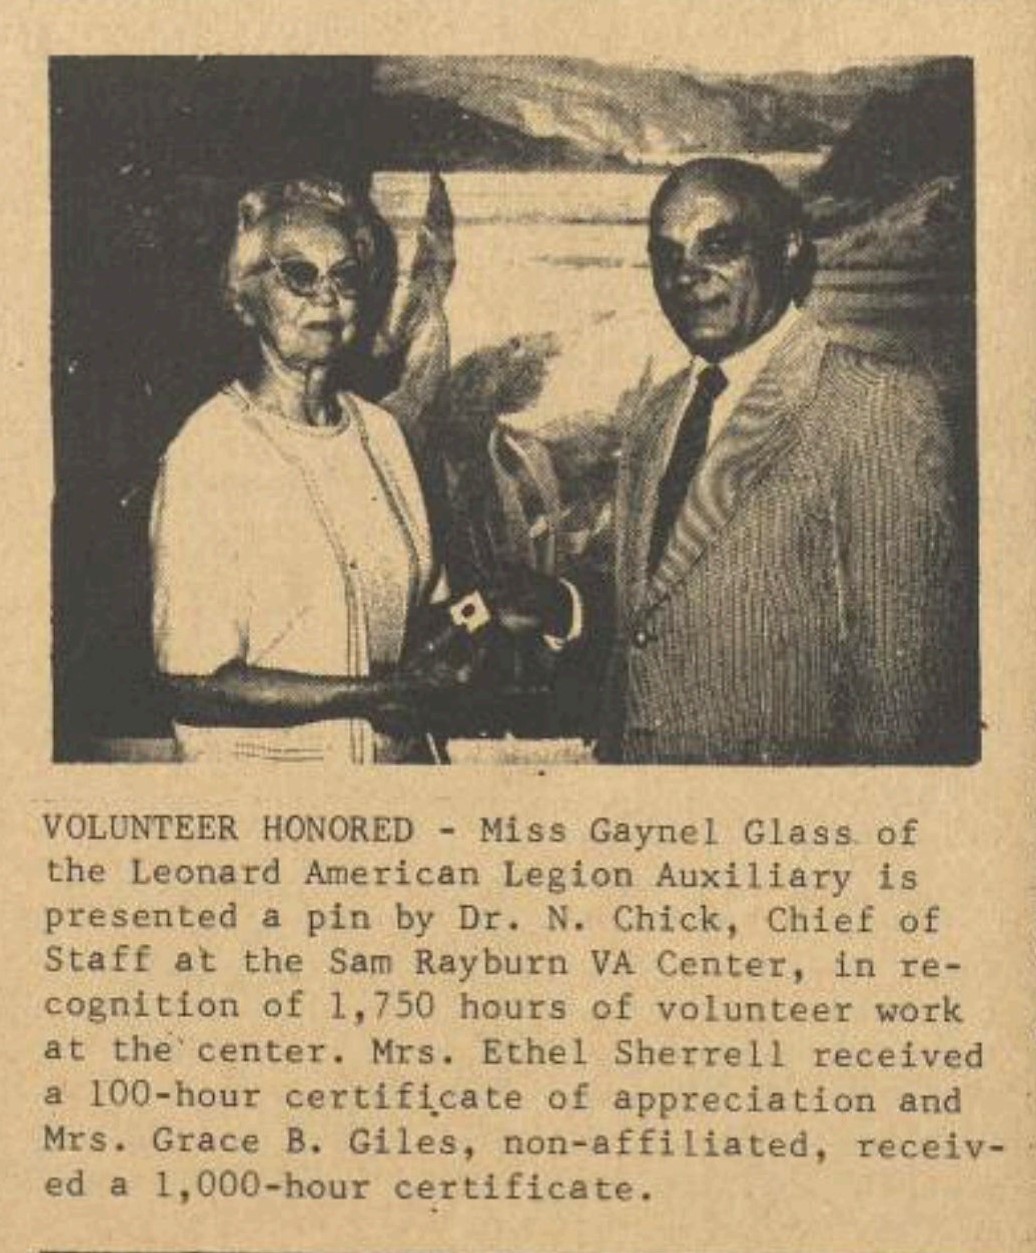 VOLUNTEER HONORED - Miss Gaynel Glass of
the Leonard American Legion Auxiliary is
presented a pin by Dr. N. Chick, Chief of
Staff at the Sam Rayburn VA Center, in re-
cognition of 1,750 hours of volunteer work
at the center. Mrs. Ethel Sherrell received
a 100-hour certificate of appreciation and
Mrs. Grace B. Giles, non-affiliated, receiv-
ed a 1,000-hour certificate.